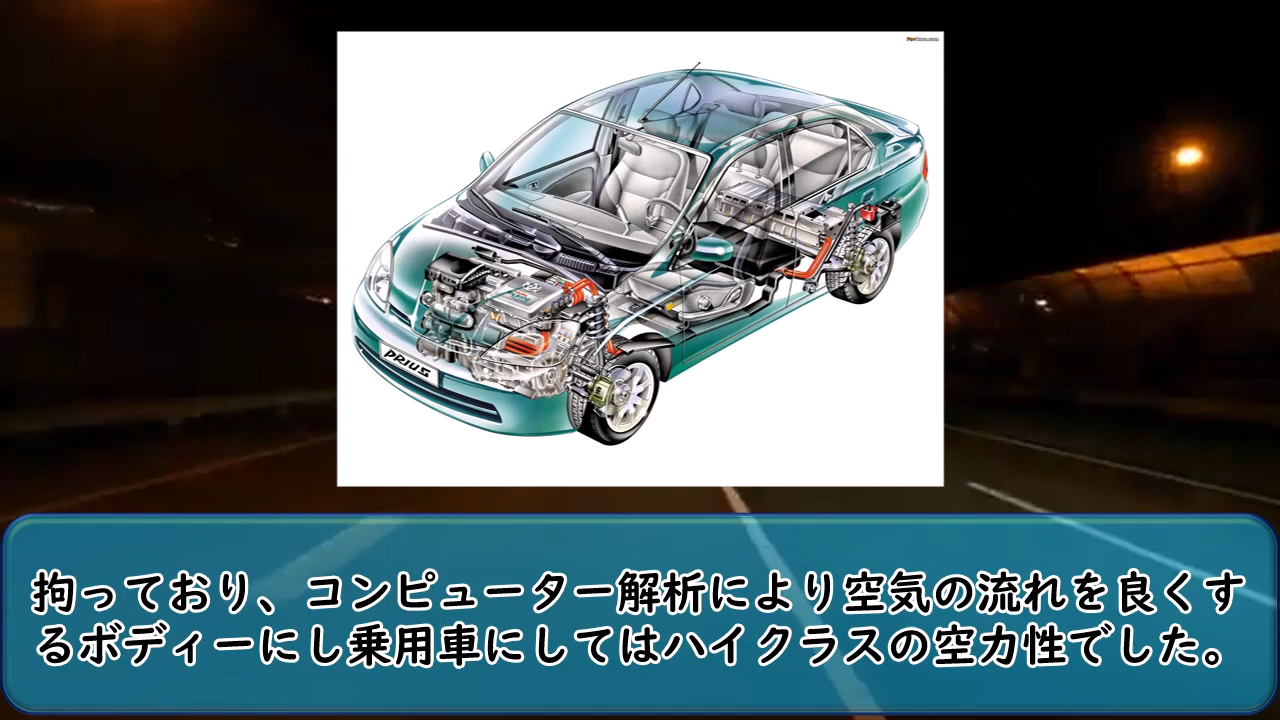 PRIUS
拘っており、コンピューター解析により空気の流れを良くす
るボディーにし乗用車にしてはハイクラスの空力性でした。